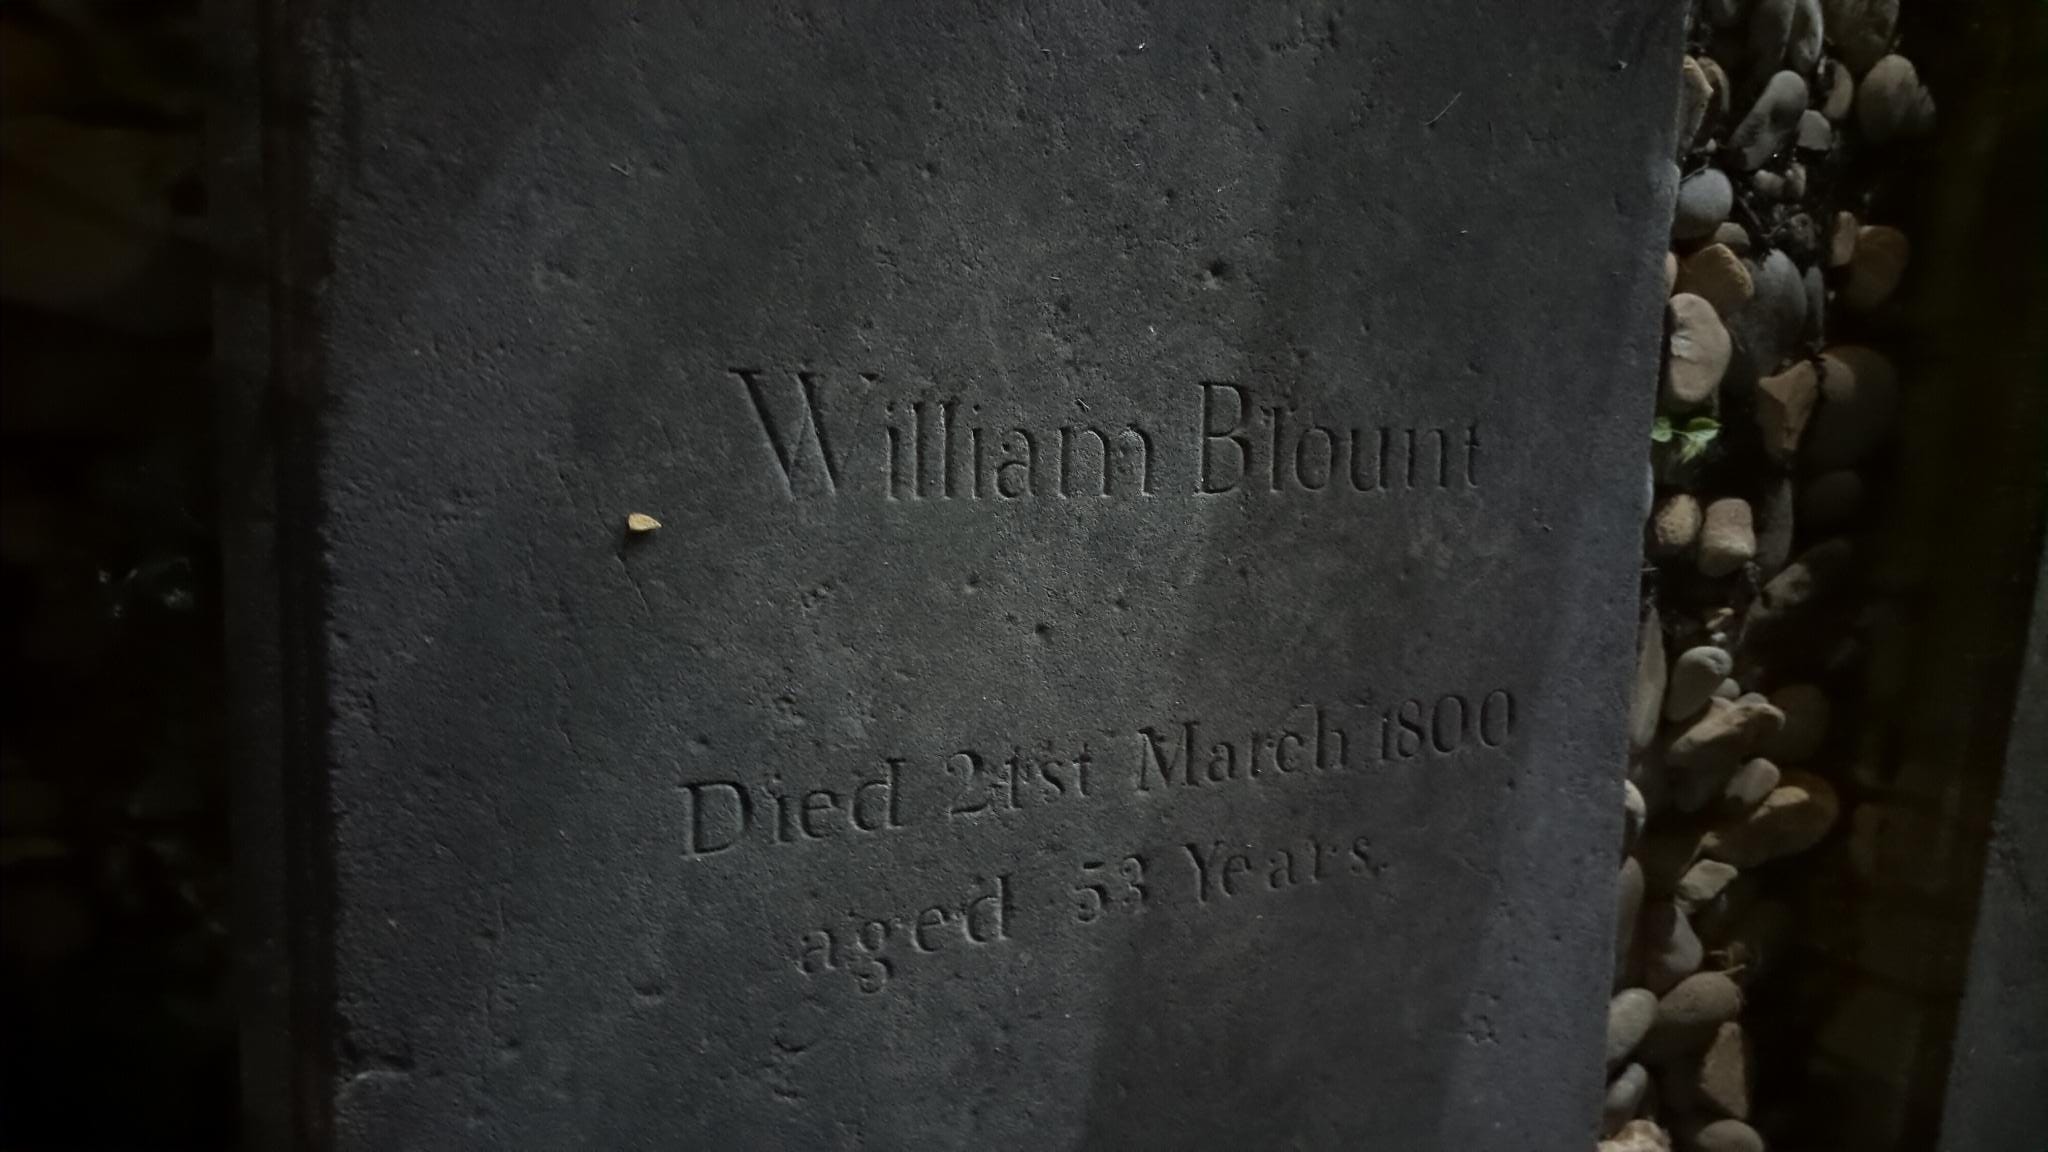 William Blount
Died 21st March 1800
aged 53 Years.